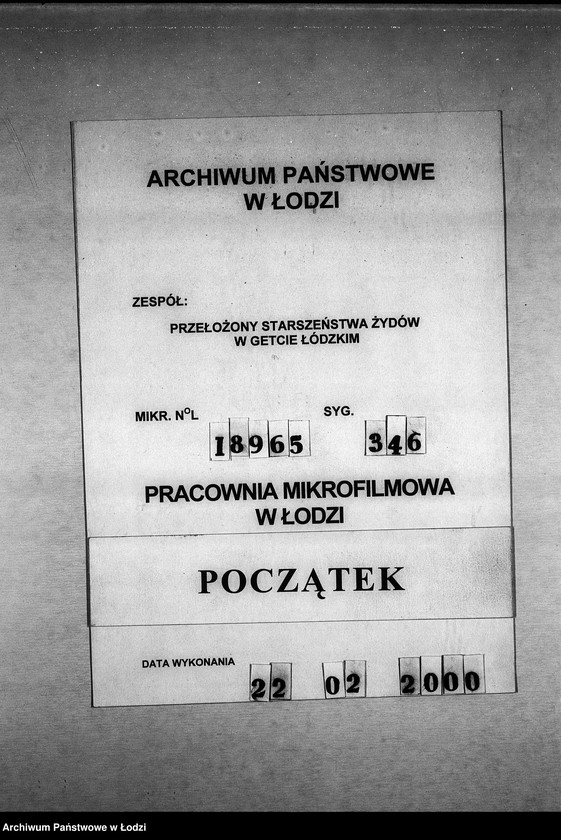 ARCHIWUM PAŃSTWOWE
W ŁODZI
ZESPÓŁ:
PRZEŁOŻONY STARSZEŃSTWA ŻYDÓW
W GETCIE ŁÓDZKIM
MIKR. NOL 18965 SYG. 346
PRACOWNIA MIKROFILMOWA
W ŁODZI
POCZĄTEK
DATA WYKONANIA 22 02 2000
Archiwum Państwowe w Łodzi